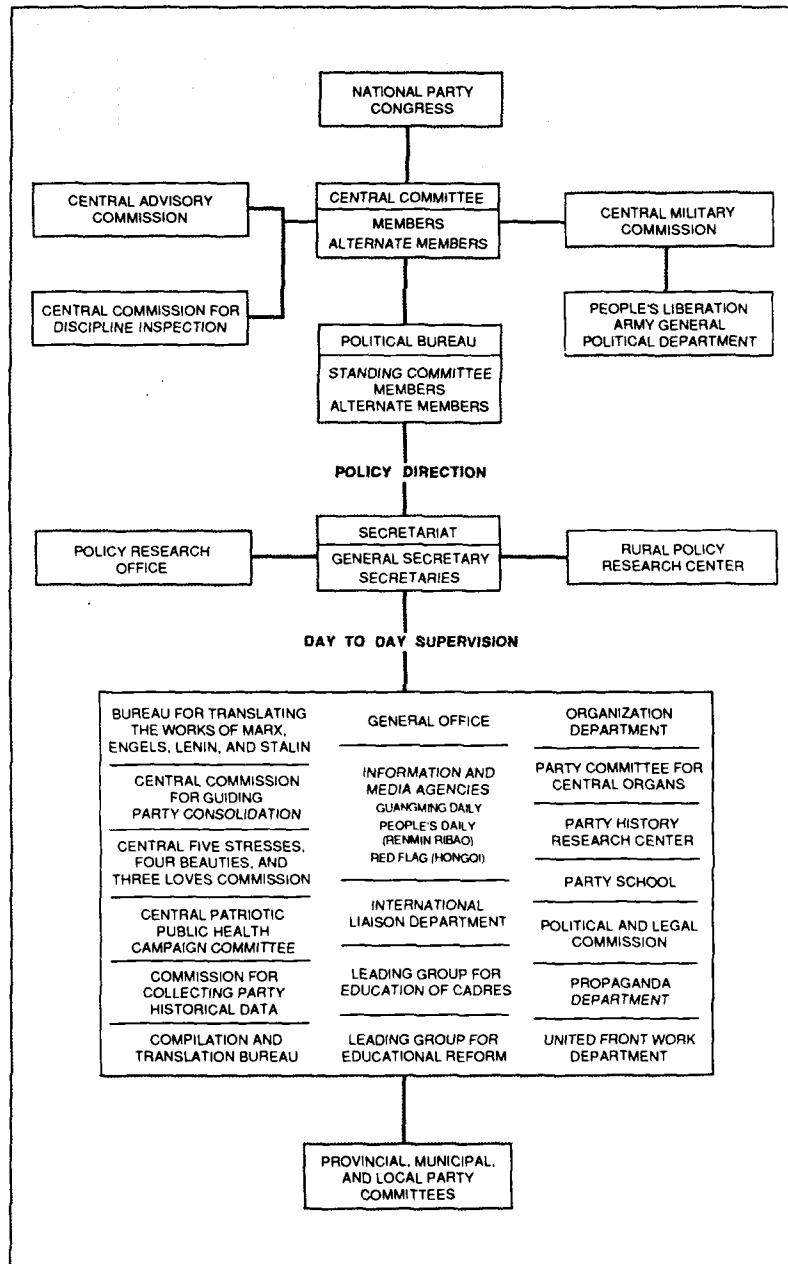 NATIONAL PARTY
CONGRESS
CENTRAL ADVISORY
COMMISSION
CENTRAL COMMITTEE
MEMBERS
ALTERNATE MEMBERS
CENTRAL MILITARY
COMMISSION
CENTRAL COMMISSION FOR
DISCIPLINE INSPECTION
PEOPLE'S LIBERATION
ARMY GENERAL
POLITICAL DEPARTMENT
POLITICAL BUREAU
STANDING COMMITTEE
MEMBERS
ALTERNATE MEMBERS
POLICY DIRECTION
POLICY RESEARCH
OFFICE
SECRETARIAT
GENERAL SECRETARY
SECRETARIES
RURAL POLICY
RESEARCH CENTER
DAY TO DAY SUPERVISION
BUREAU FOR TRANSLATING
THE WORKS OF MARX,
ENGELS, LENIN, AND STALIN
CENTRAL COMMISSION
FOR GUIDING
PARTY CONSOLIDATION
CENTRAL FIVE STRESSES,
FOUR BEAUTIES, AND
THREE LOVES COMMISSION
CENTRAL PATRIOTIC
PUBLIC HEALTH
CAMPAIGN COMMITTEE
COMMISSION FOR
COLLECTING PARTY
HISTORICAL DATA
COMPILATION AND
TRANSLATION BUREAU
GENERAL OFFICE
INFORMATION AND
MEDIA AGENCIES
GUANGMING DAILY
PEOPLE'S DAILY
(RENMIN RIBAO)
RED FLAG (HONGQI)
INTERNATIONAL
LIAISON DEPARTMENT
LEADING GROUP FOR
EDUCATION OF CADRES
LEADING GROUP FOR
EDUCATIONAL REFORM
ORGANIZATION
DEPARTMENT
PARTY COMMITTEE FOR
CENTRAL ORGANS
PARTY HISTORY
RESEARCH CENTER
PARTY SCHOOL
POLITICAL AND LEGAL
COMMISSION
PROPAGANDA
DEPARTMENT
UNITED FRONT WORK
DEPARTMENT
PROVINCIAL, MUNICIPAL,
AND LOCAL PARTY
COMMITTEES